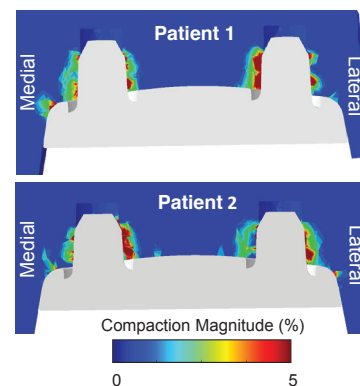 Patient 1
Medial
Lateral
Patient 2
Medial
Lateral
Compaction Magnitude (%)
0 5